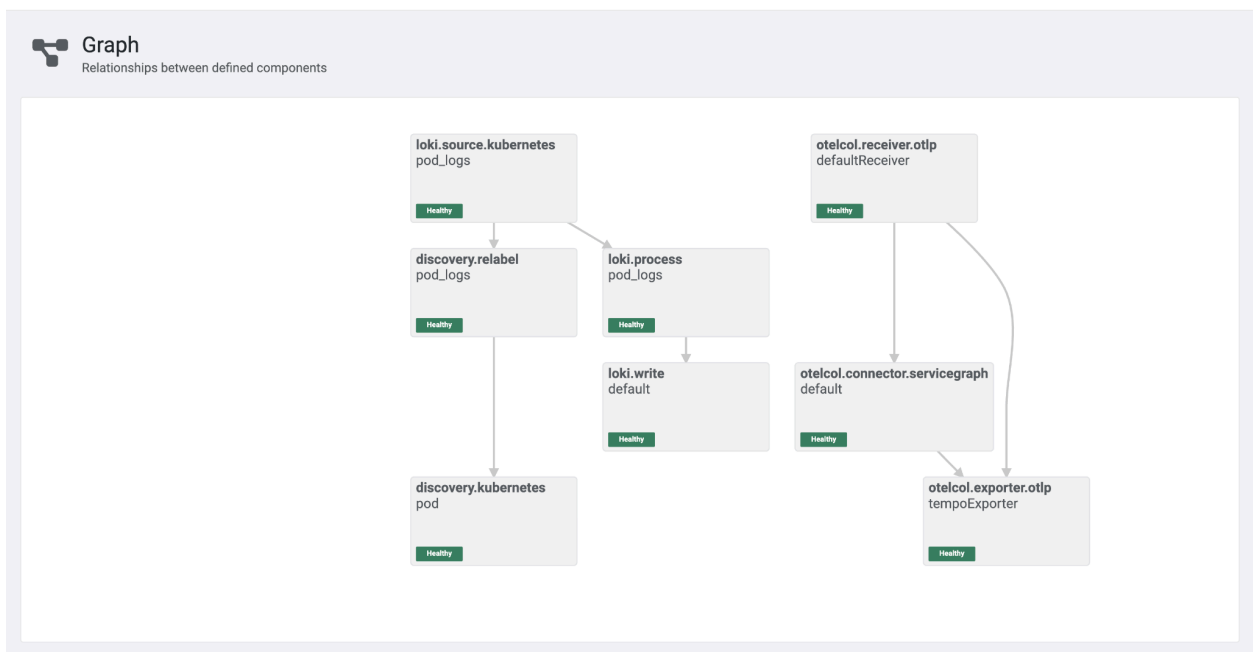 Graph
Relationships between defined components
loki.source.kubernetes
pod_logs
Healthy
otelcol.receiver.otlp
defaultReceiver
Healthy
discovery.relabel
pod_logs
Healthy
loki.process
pod_logs
Healthy
loki.write
default
Healthy
otelcol.connector.servicegraph
default
Healthy
discovery.kubernetes
pod
Healthy
otelcol.exporter.otlp
tempoExporter
Healthy